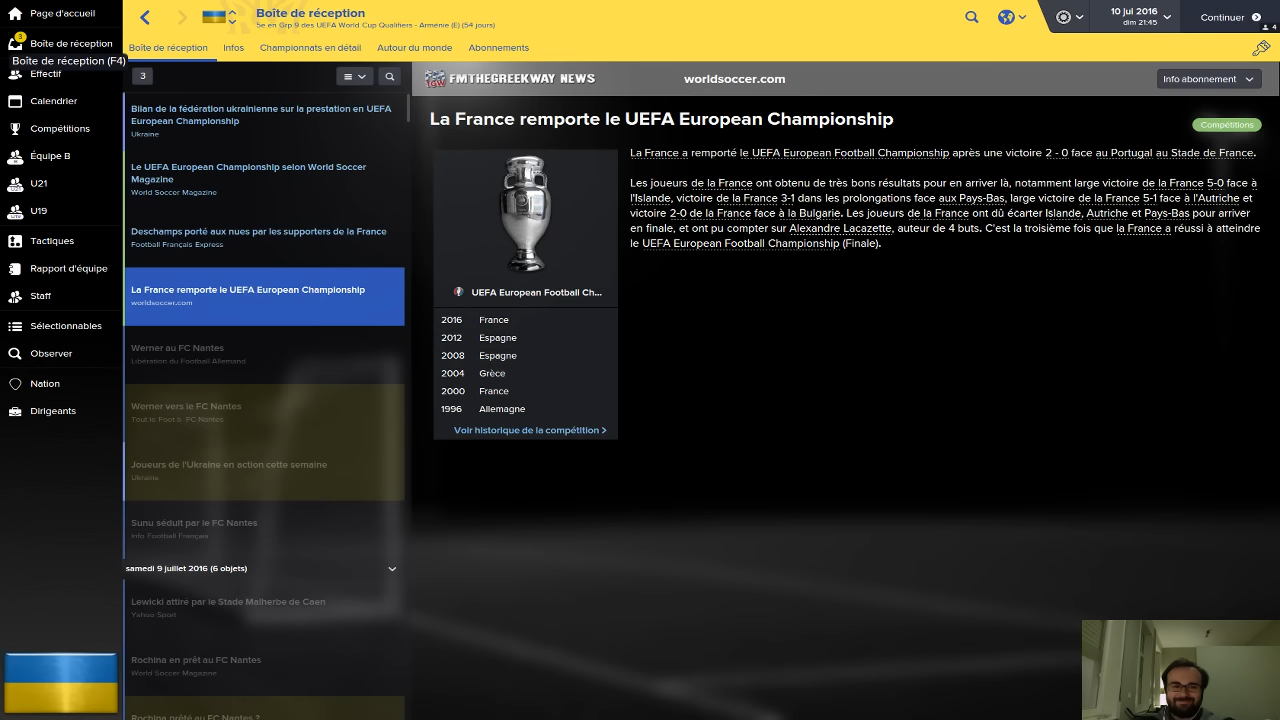 Page d'accueil
3
Boîte de réception
Boîte de réception (F4)
Effectif
Calendrier
Compétitions
Équipe B
U21
U19
Tactiques
Rapport d'équipe
Staff
Sélectionnables
Observer
Nation
Dirigeants
Boîte de réception
5e en Grp 9 des UEFA World Cup Qualifiers - Arménie (E) (54 jours)
10 jul 2016
dim 21:45
Continuer
4
Boîte de réception
Infos
Championnats en détail
Autour du monde
Abonnements
3
Bilan de la fédération ukrainienne sur la prestation en UEFA
European Championship
Ukraine
Le UEFA European Championship selon World Soccer
Magazine
World Soccer Magazine
Deschamps porté aux nues par les supporters de la France
Football Français Express
La France remporte le UEFA European Championship
worldsoccer.com
Werner au FC Nantes
Libération du Football Allemand
Werner vers le FC Nantes
Tout le Foot à FC Nantes
Joueurs de l'Ukraine en action cette semaine
Ukraine
Sunu séduit par le FC Nantes
Info Football Français
samedi 9 juillet 2016 (6 objets)
Lewicki attiré par le Stade Malherbe de Caen
Yahoo Sport
Rochina en prêt au FC Nantes
World Soccer Magazine
Rochina prêté au FC Nantes ?
FMTHEGREEKWAY NEWS
worldsoccer.com
Info abonnement
La France remporte le UEFA European Championship
Compétitions
UEFA European Football Ch...
2016 France
2012 Espagne
2008 Espagne
2004 Grèce
2000 France
1996 Allemagne
Voir historique de la compétition >
La France a remporté le UEFA European Football Championship après une victoire 2 - 0 face au Portugal au Stade de France.
Les joueurs de la France ont obtenu de très bons résultats pour en arriver là, notamment large victoire de la France 5-0 face à
l'Islande, victoire de la France 3-1 dans les prolongations face aux Pays-Bas, large victoire de la France 5-1 face à l'Autriche et
victoire 2-0 de la France face à la Bulgarie. Les joueurs de la France ont dû écarter Islande, Autriche et Pays-Bas pour arriver
en finale, et ont pu compter sur Alexandre Lacazette, auteur de 4 buts. C'est la troisième fois que la France a réussi à atteindre
le UEFA European Football Championship (Finale).